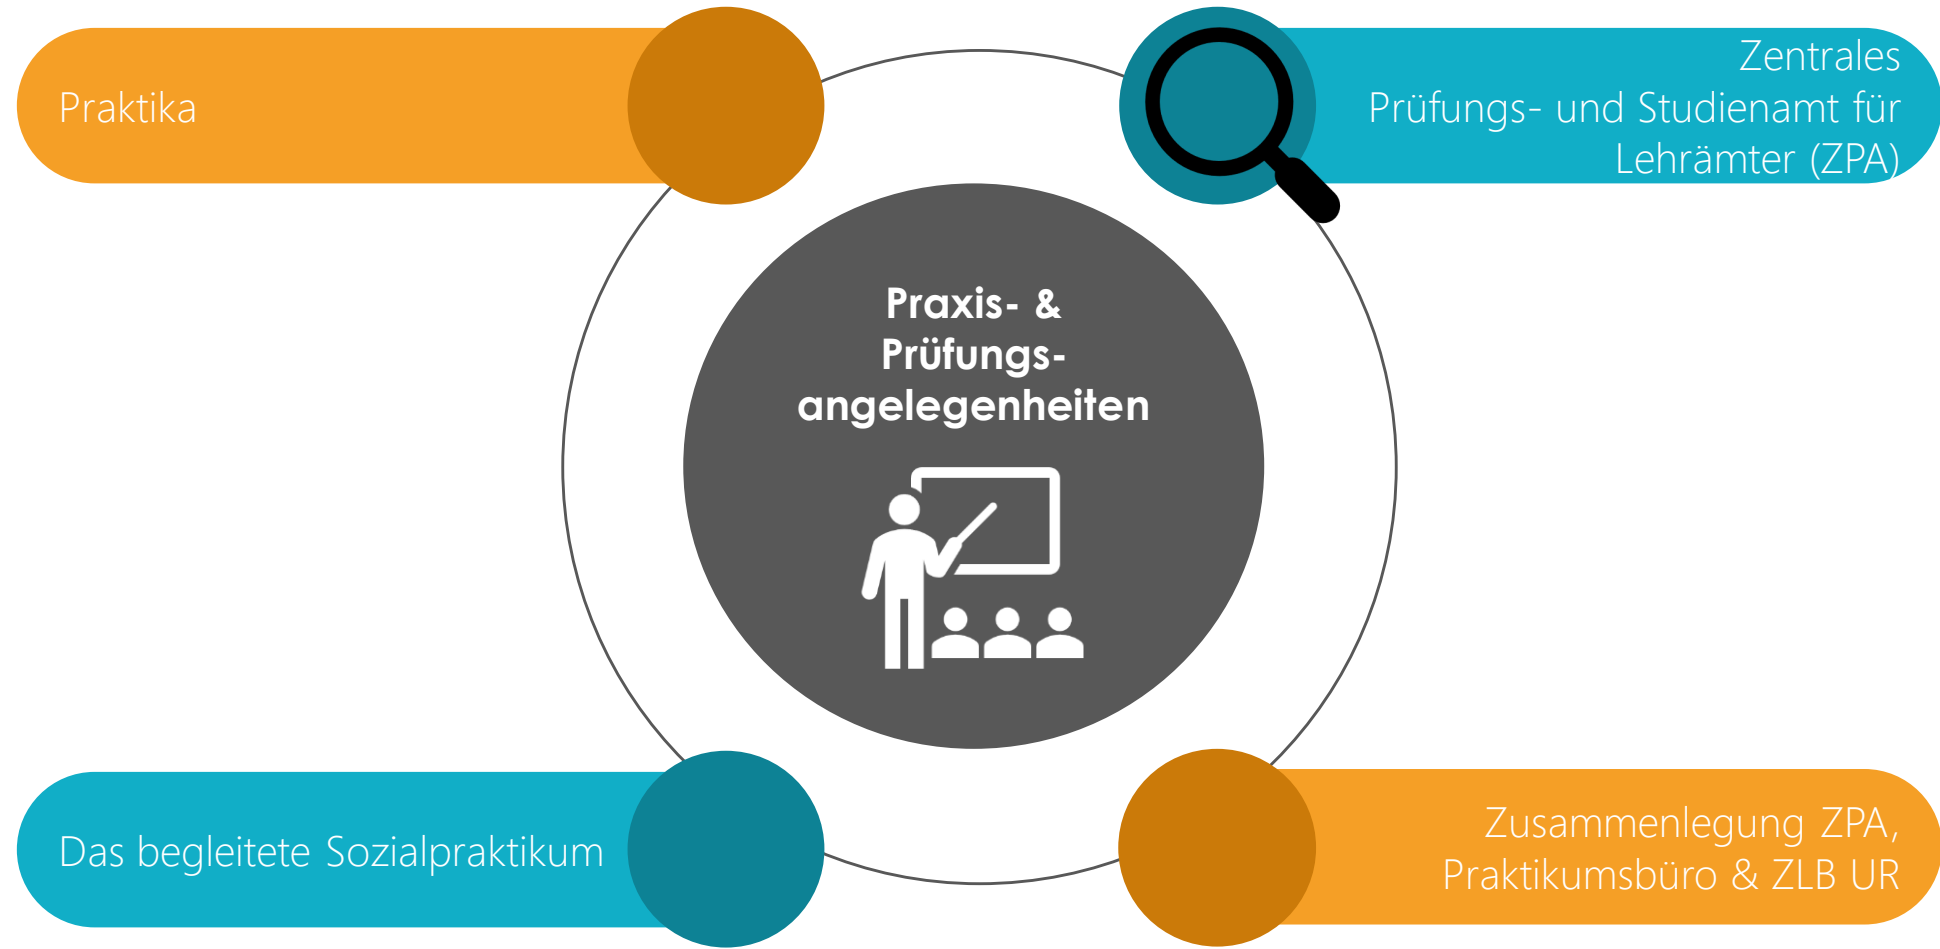 Praktika
Zentrales
Prüfungs- und Studienamt für
Lehrämter (ZPA)
Praxis- &
Prüfungs-
angelegenheiten
Das begleitete Sozialpraktikum
Zusammenlegung ZPA,
Praktikumsbüro & ZLB UR